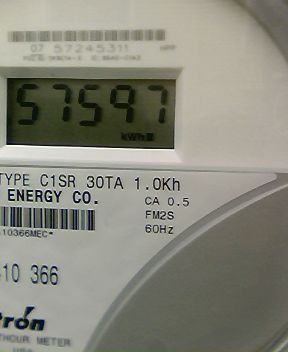 07 57245311
57597
kWh
TYPE C1SR 30TA 1.0Kh
ENERGY CO.
CA 0.5
FM2S
10366MEC*
60Hz
10 366
tron
HOUR METER